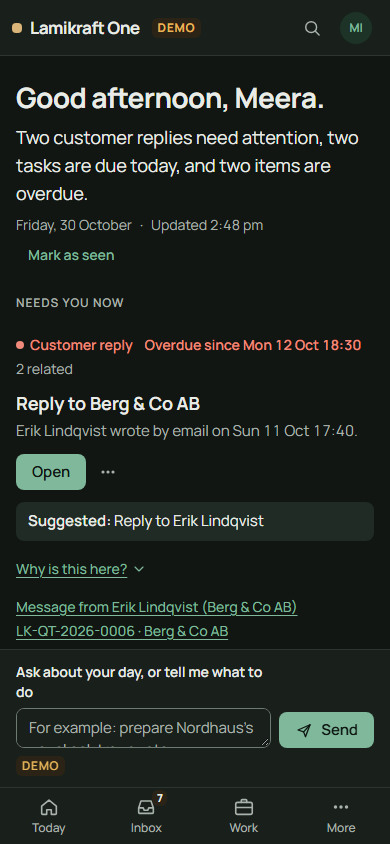 Lamikraft One DEMO MI
Good afternoon, Meera.
Two customer replies need attention, two
tasks are due today, and two items are
overdue.
Friday, 30 October · Updated 2:48 pm
Mark as seen
NEEDS YOU NOW
Customer reply Overdue since Mon 12 Oct 18:30
2 related
Reply to Berg & Co AB
Erik Lindqvist wrote by email on Sun 11 Oct 17:40.
Open ···
Suggested: Reply to Erik Lindqvist
Why is this here?
Message from Erik Lindqvist (Berg & Co AB)
LK-QT-2026-0006 · Berg & Co AB
Ask about your day, or tell me what to
do
For example: prepare Nordhaus's
Send
DEMO
7
Today Inbox Work More